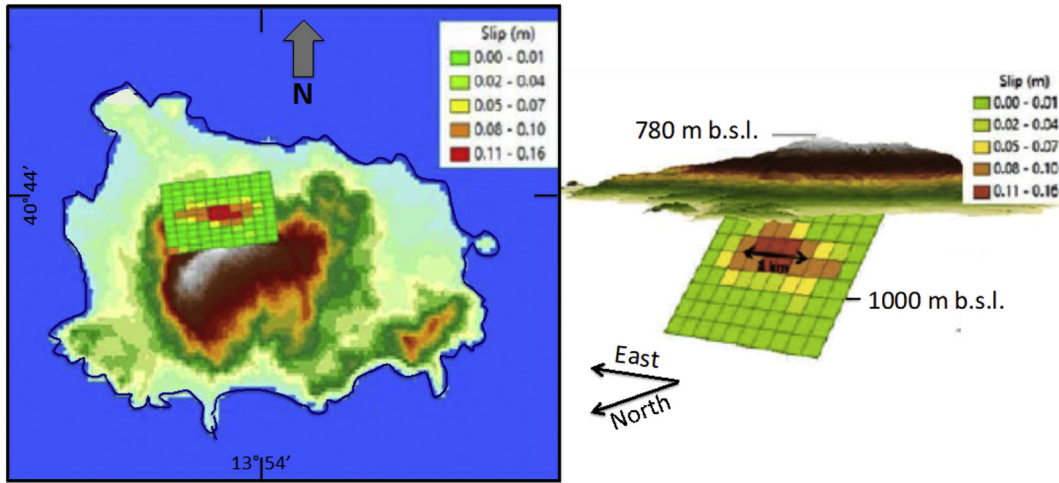 Slip (m)
0.00 - 0.01
0.02 - 0.04
0.05 - 0.07
0.08 - 0.10
0.11 - 0.16
N
40°44′
13°54′
Slip (m)
0.00 - 0.01
0.02 - 0.04
0.05 - 0.07
0.08 - 0.10
0.11 - 0.16
780 m b.s.l.
1 km
1000 m b.s.l.
East
North